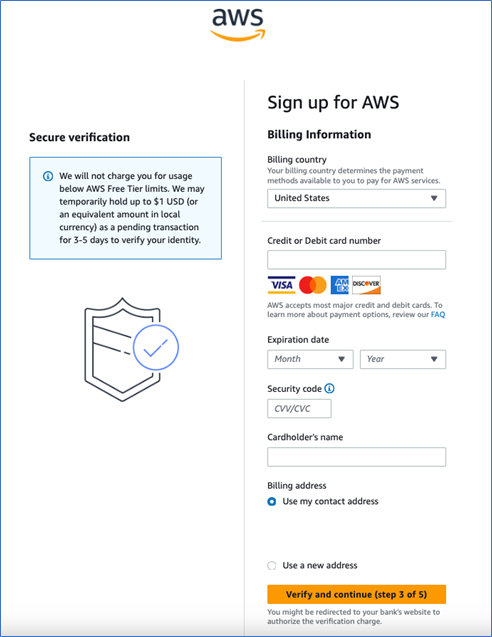 aws
Secure verification
We will not charge you for usage
below AWS Free Tier limits. We may
temporarily hold up to $1 USD (or
an equivalent amount in local
currency) as a pending transaction
for 3-5 days to verify your identity.
Sign up for AWS
Billing Information
Billing country
Your billing country determines the payment
methods available to you to pay for AWS services.
United States
Credit or Debit card number
VISA AM EX DISCOVER
AWS accepts most major credit and debit cards. To
learn more about payment options, review our FAQ
Expiration date
Month Year
Security code
CVV/CVC
Cardholder's name
Billing address
Use my contact address
Use a new address
Verify and continue (step 3 of 5)
You might be redirected to your bank's website to
authorize the verification charge.